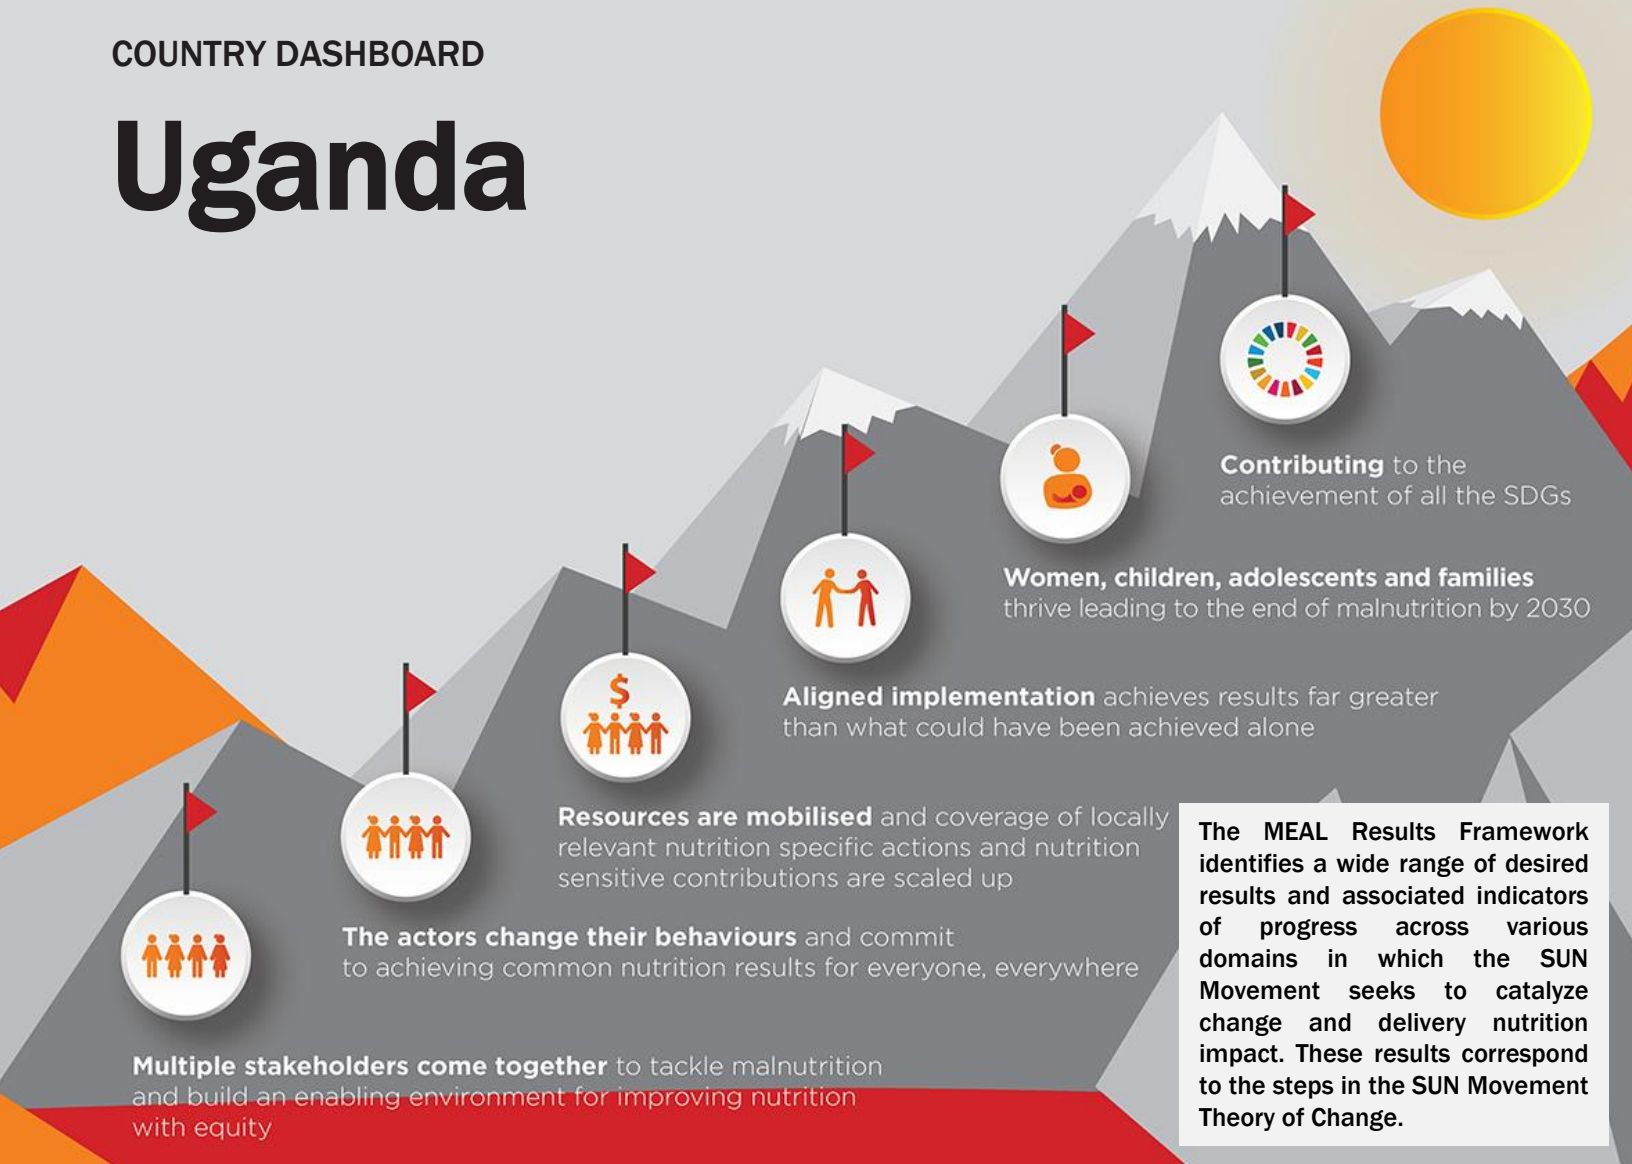 COUNTRY DASHBOARD
Uganda
Contributing to the
achievement of all the SDGs
Women, children, adolescents and families
thrive leading to the end of malnutrition by 2030
Aligned implementation achieves results far greater
than what could have been achieved alone
$
Resources are mobilised and coverage of locally
relevant nutrition specific actions and nutrition
sensitive contributions are scaled up
The actors change their behaviours and commit
to achieving common nutrition results for everyone, everywhere
Multiple stakeholders come together to tackle malnutrition
and build an enabling environment for improving nutrition
with equity
The MEAL Results Framework
identifies a wide range of desired
results and associated indicators
of progress across various
domains in which the SUN
Movement seeks to catalyze
change and delivery nutrition
impact. These results correspond
to the steps in the SUN Movement
Theory of Change.